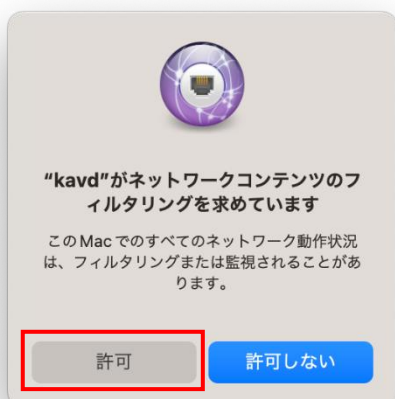 “kavd”がネットワークコンテンツのフ
ィルタリングを求めています
このMacでのすべてのネットワーク動作状況
は、フィルタリングまたは監視されることがあ
ります。
許可
許可しない